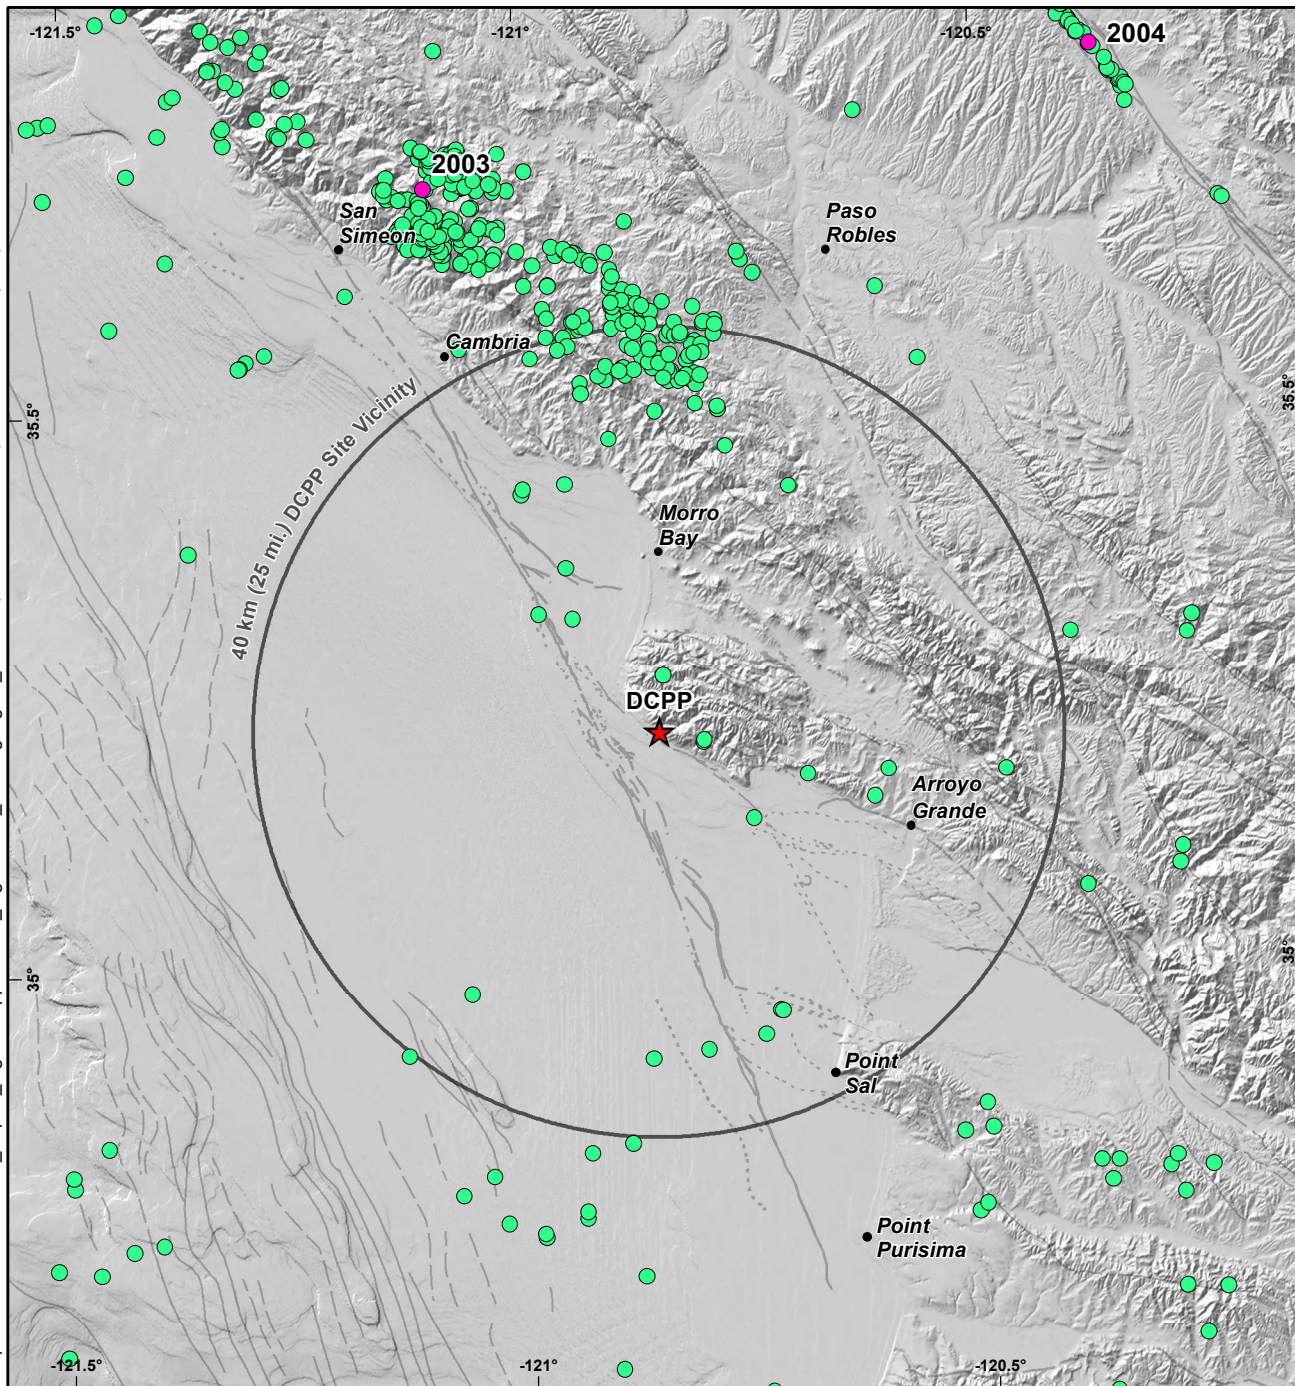 -121.5°
-121°
-120.5°
2004
2003
San
Simeon
Paso
Robles
Cambria
35.5°
35.5°
40 km (25 mi.) DCPP Site Vicinity
Morro
Bay
DCPP
Arroyo
Grande
35°
35°
Point
Sal
Point
Purisima
-121.5°
-121°
-120.5°